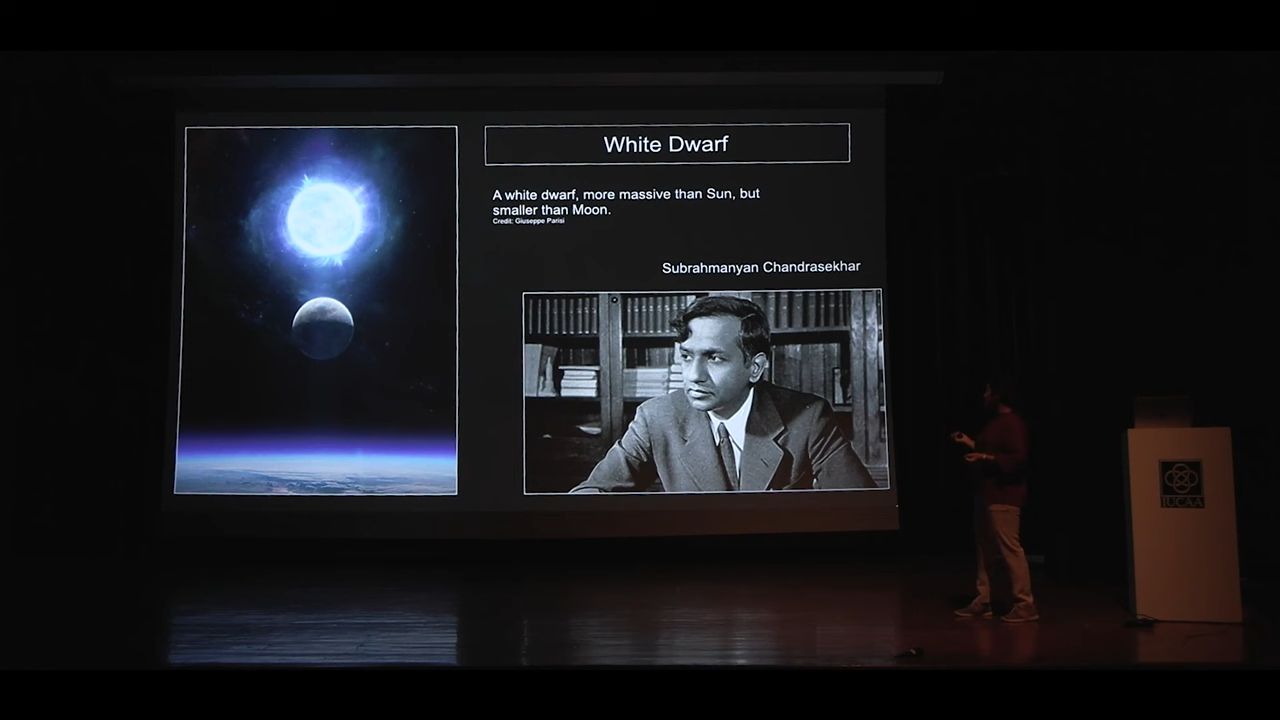 White Dwarf
A white dwarf, more massive than Sun, but
smaller than Moon.
Credit: Giuseppe Parisi
Subrahmanyan Chandrasekhar
IUCAA